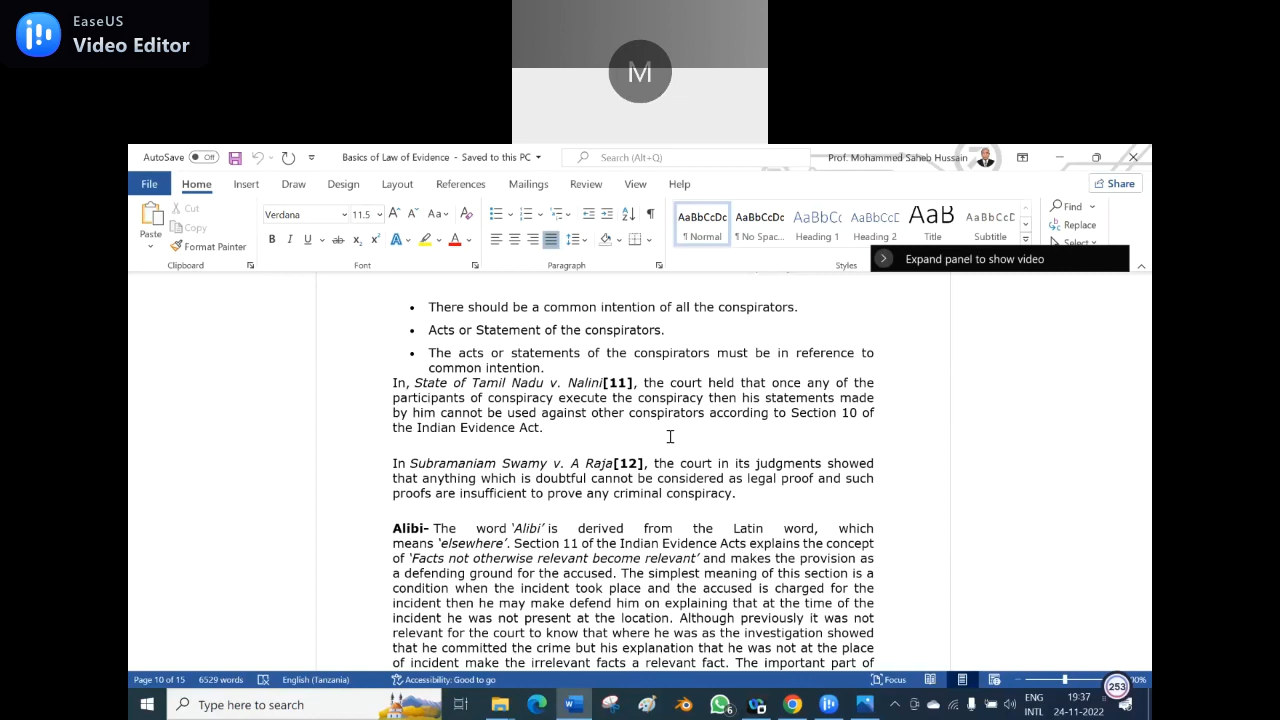 EaseUS
Video Editor
M
AutoSave Off Basics of Law of Evidence - Saved to this PC Search (Alt+Q) Prof. Mohammed Saheb Hussain
File Home Insert Draw Design Layout References Mailings Review View Help Share
Paste Cut Copy Format Painter
Verdana 11.5
AaBbCcDc AaBbCcDc AaBbC( AaBbCcD AaB AaBbCcD
¶ Normal ¶ No Spac... Heading 1 Heading 2 Title Subtitle
Find Replace Select
Expand panel to show video
Clipboard Font Paragraph Styles
• There should be a common intention of all the conspirators.
• Acts or Statement of the conspirators.
• The acts or statements of the conspirators must be in reference to
common intention.
In, State of Tamil Nadu v. Nalini[11], the court held that once any of the
participants of conspiracy execute the conspiracy then his statements made
by him cannot be used against other conspirators according to Section 10 of
the Indian Evidence Act.
In Subramaniam Swamy v. A Raja[12], the court in its judgments showed
that anything which is doubtful cannot be considered as legal proof and such
proofs are insufficient to prove any criminal conspiracy.
Alibi- The word 'Alibi' is derived from the Latin word, which
means 'elsewhere'. Section 11 of the Indian Evidence Acts explains the concept
of 'Facts not otherwise relevant become relevant' and makes the provision as
a defending ground for the accused. The simplest meaning of this section is a
condition when the incident took place and the accused is charged for the
incident then he may make defend him on explaining that at the time of the
incident he was not present at the location. Although previously it was not
relevant for the court to know that where he was as the investigation showed
that he committed the crime but his explanation that he was not at the place
of incident make the irrelevant facts a relevant fact. The important part of
Page 10 of 15 6529 words English (Tanzania) Accessibility: Good to go Focus 253
Type here to search
ENG
INTL
19:37
24-11-2022